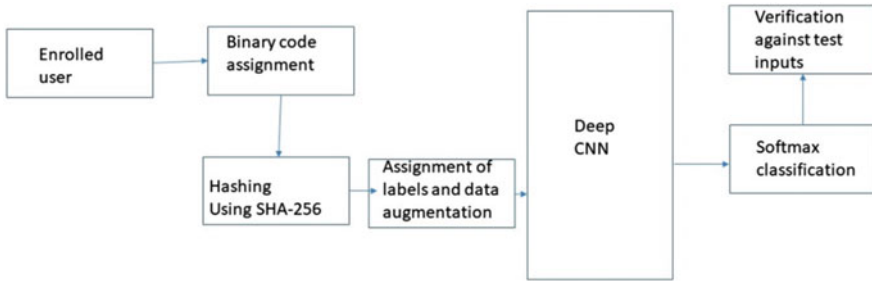 Enrolled
user
Binary code
assignment
Hashing
Using SHA-256
Assignment of
labels and data
augmentation
Deep
CNN
Softmax
classification
Verification
against test
inputs